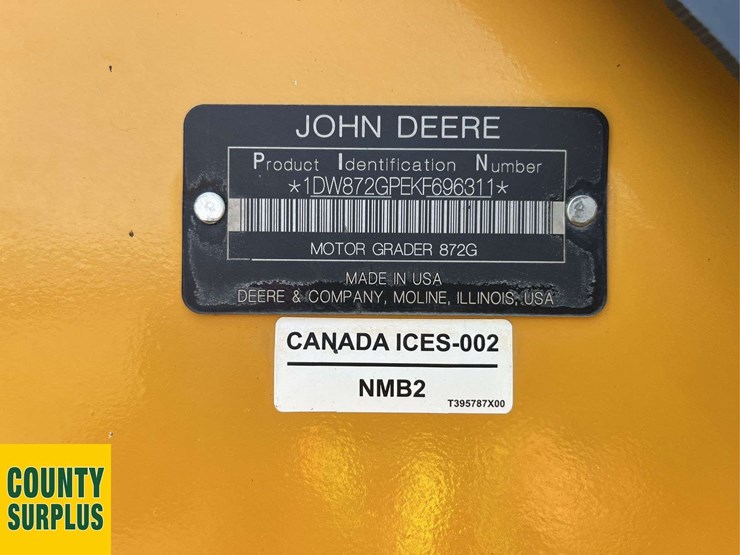 JOHN DEERE
Product Identification Number
*1DW872GPEKF696311*
MOTOR GRADER 872G
MADE IN USA
DEERE & COMPANY, MOLINE, ILLINOIS, USA
CANADA ICES-002
NMB2
T395787X00
COUNTY
SURPLUS